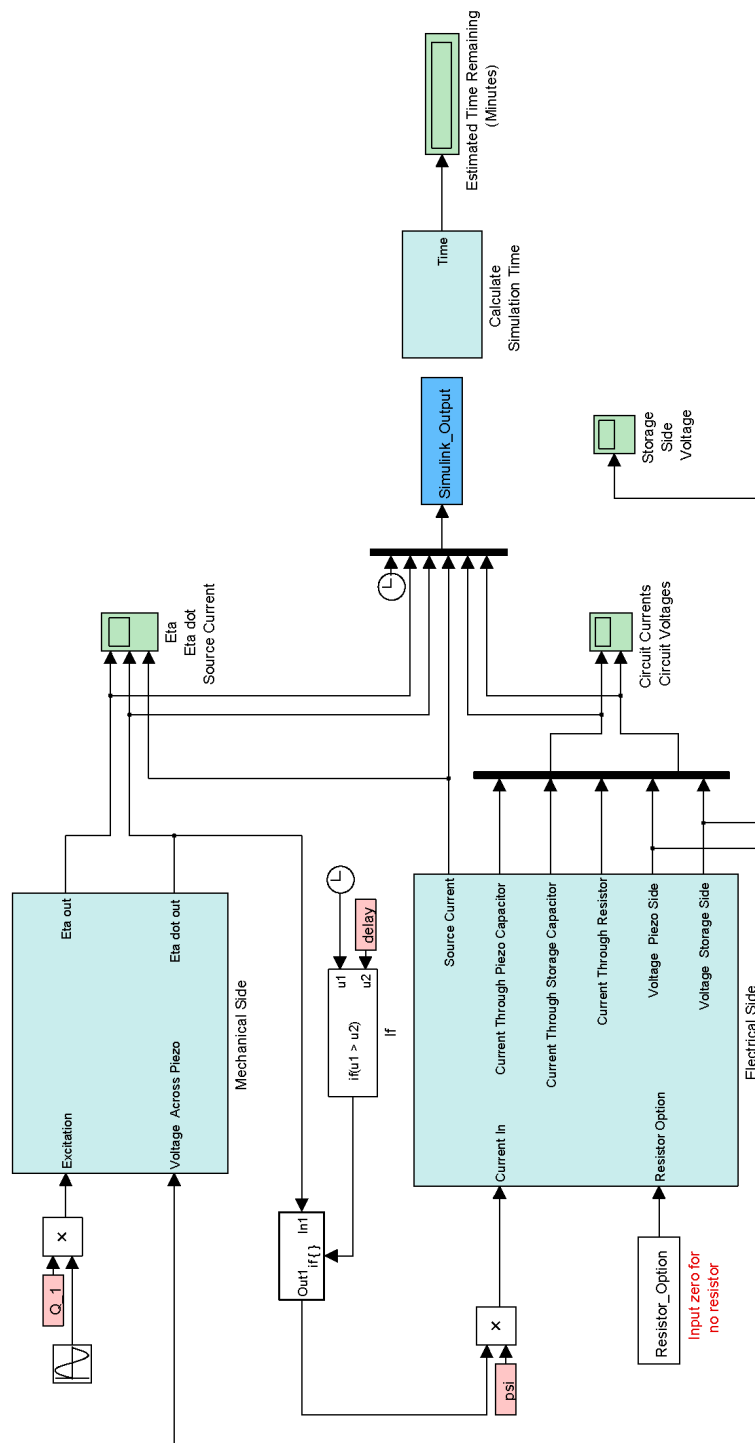 Q_1
×
Excitation
Voltage Across Piezo
Eta out
Eta dot out
Mechanical Side
Eta
Eta dot
Source Current
Out1
In1
if { }
u1
u2
if(u1 > u2)
If
delay
psi
×
Resistor_Option
Input zero for
no resistor
Current In
Resistor Option
Source Current
Current Through Piezo Capacitor
Current Through Storage Capacitor
Current Through Resistor
Voltage Piezo Side
Voltage Storage Side
Electrical Side
Circuit Currents
Circuit Voltages
Simulink_Output
Storage
Side
Voltage
Time
Calculate
Simulation Time
Estimated Time Remaining
(Minutes)